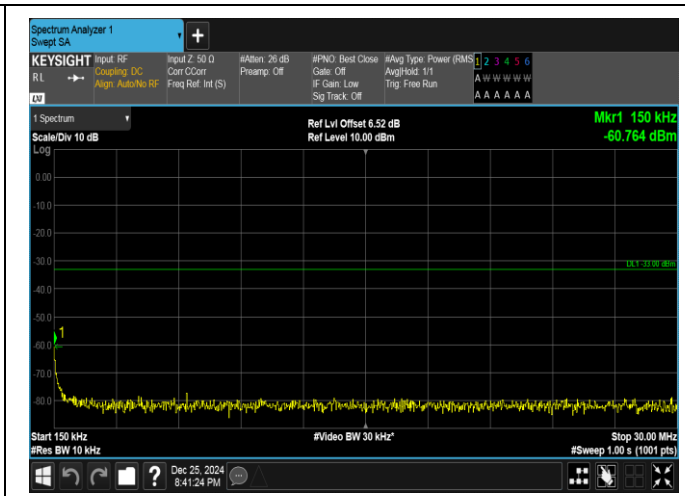 Spectrum Analyzer 1
Swept SA
+
KEYSIGHT Input: RF Input Z: 50 Ω #Atten: 26 dB #PNO: Best Close #Avg Type: Power (RMS 1 2 3 4 5 6
RL Coupling: DC Corr CCorr Preamp: Off Gate: Off Avg|Hold: 1/1 A W W W W W
Align: Auto/No RF Freq Ref: Int (S) IF Gain: Low Trig: Free Run
LXI Sig Track: Off A A A A A A
1 Spectrum Ref Lvl Offset 6.52 dB Mkr1 150 kHz
Scale/Div 10 dB Ref Level 10.00 dBm -60.764 dBm
Log
0.00
-10.0
-20.0
-30.0 DL1 -33.00 dBm
-40.0
-50.0
1
-60.0
-70.0
-80.0
Start 150 kHz #Video BW 30 kHz* Stop 30.00 MHz
#Res BW 10 kHz #Sweep 1.00 s (1001 pts)
? Dec 25, 2024
8:41:24 PM